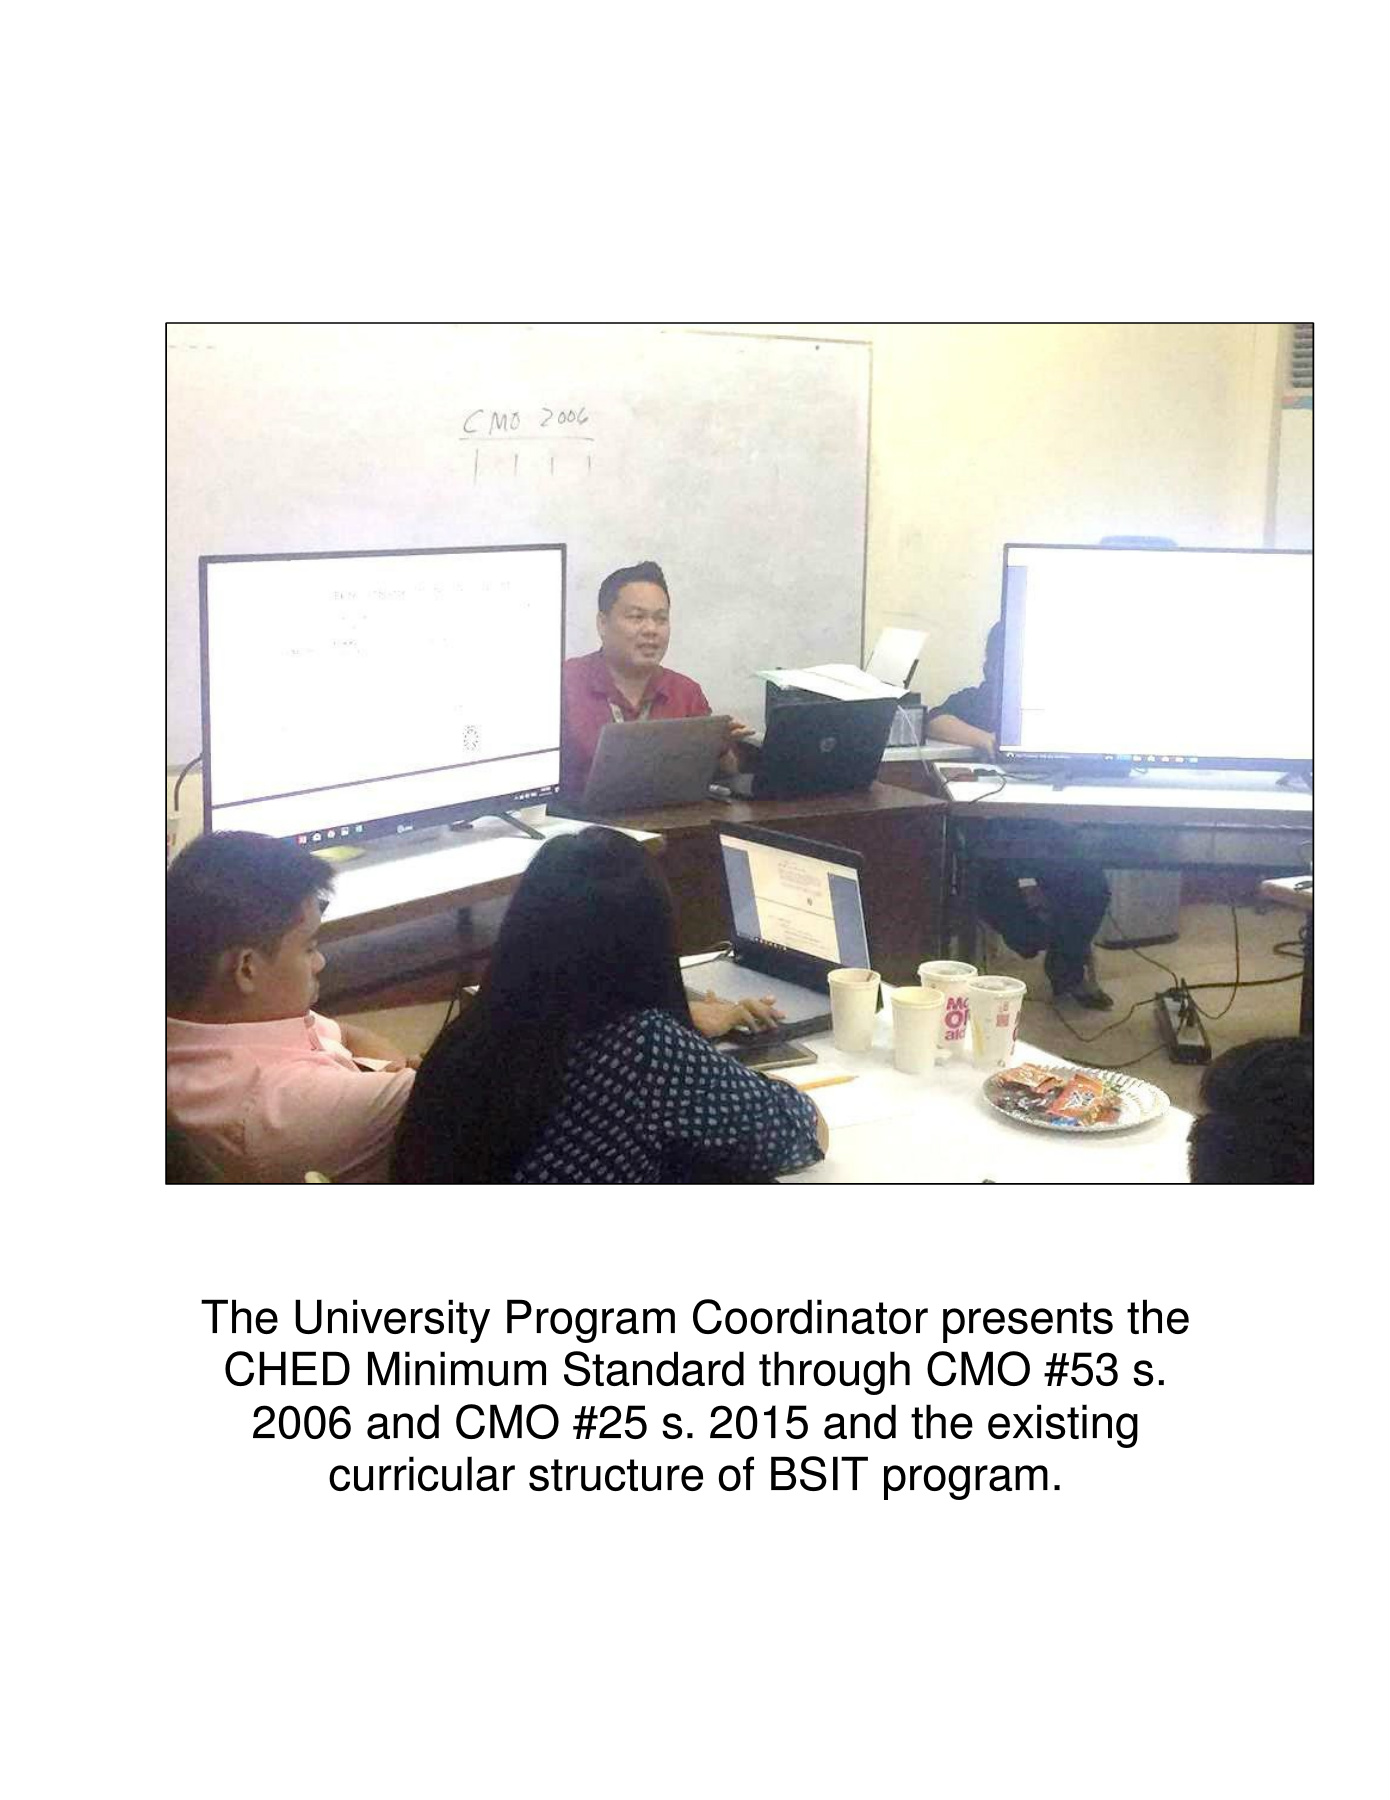 CMO 2006
The University Program Coordinator presents the
CHED Minimum Standard through CMO #53 s.
2006 and CMO #25 s. 2015 and the existing
curricular structure of BSIT program.